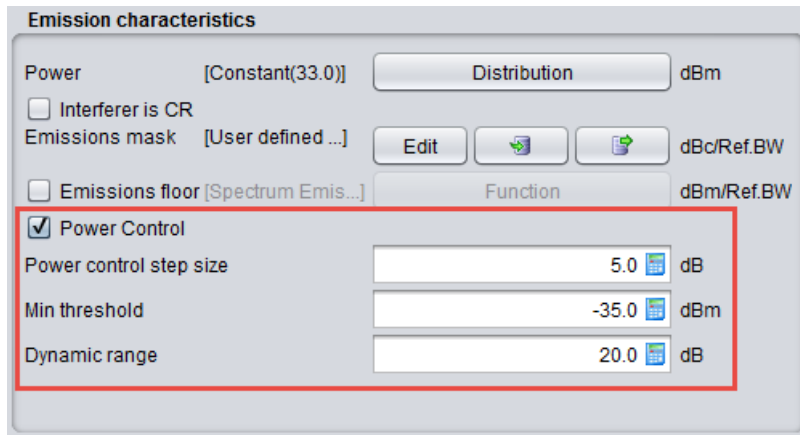 Emission characteristics
Power [Constant(33.0)] Distribution dBm
Interferer is CR
Emissions mask [User defined ...] Edit dBc/Ref.BW
Emissions floor [Spectrum Emis...] Function dBm/Ref.BW
Power Control
Power control step size 5.0 dB
Min threshold -35.0 dBm
Dynamic range 20.0 dB